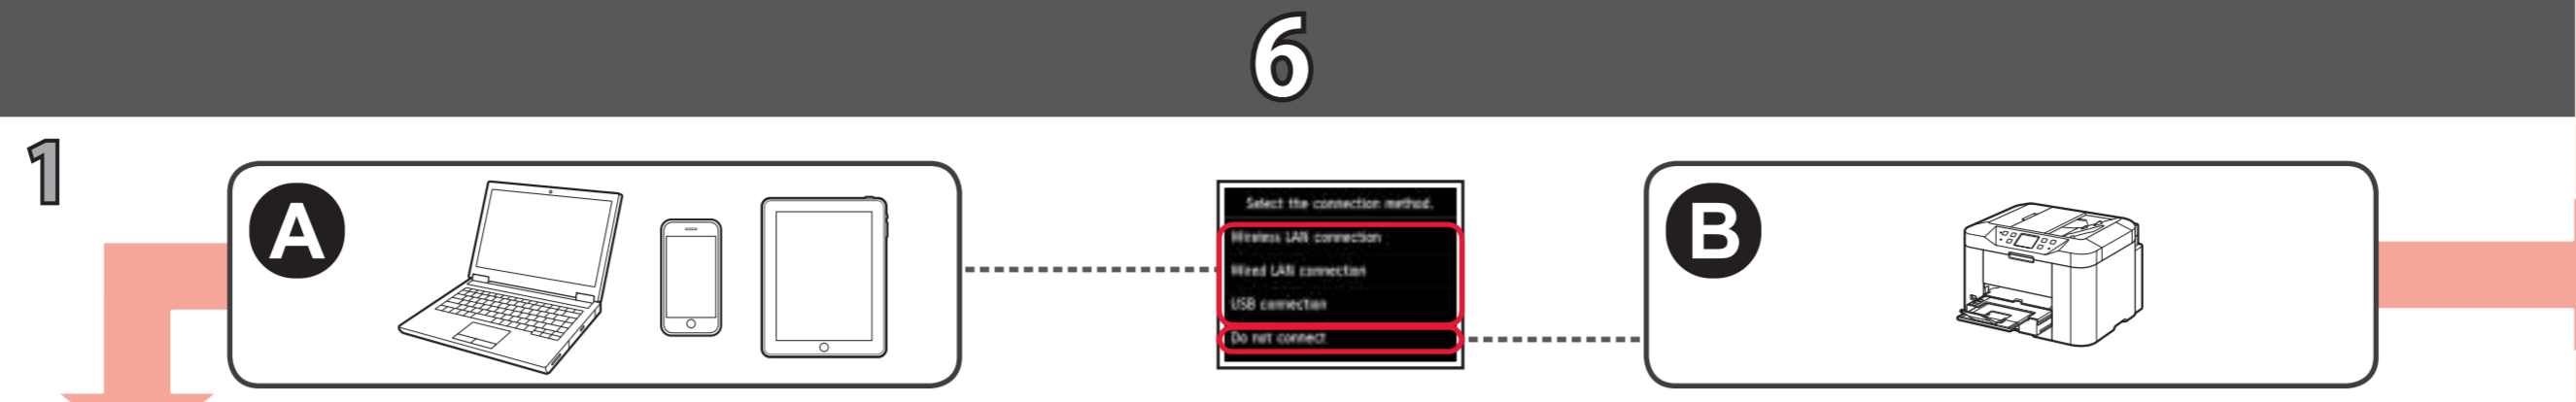 6
1
A
Select the connection method.
Wireless LAN connection
Wired LAN connection
USB connection
Do not connect
B